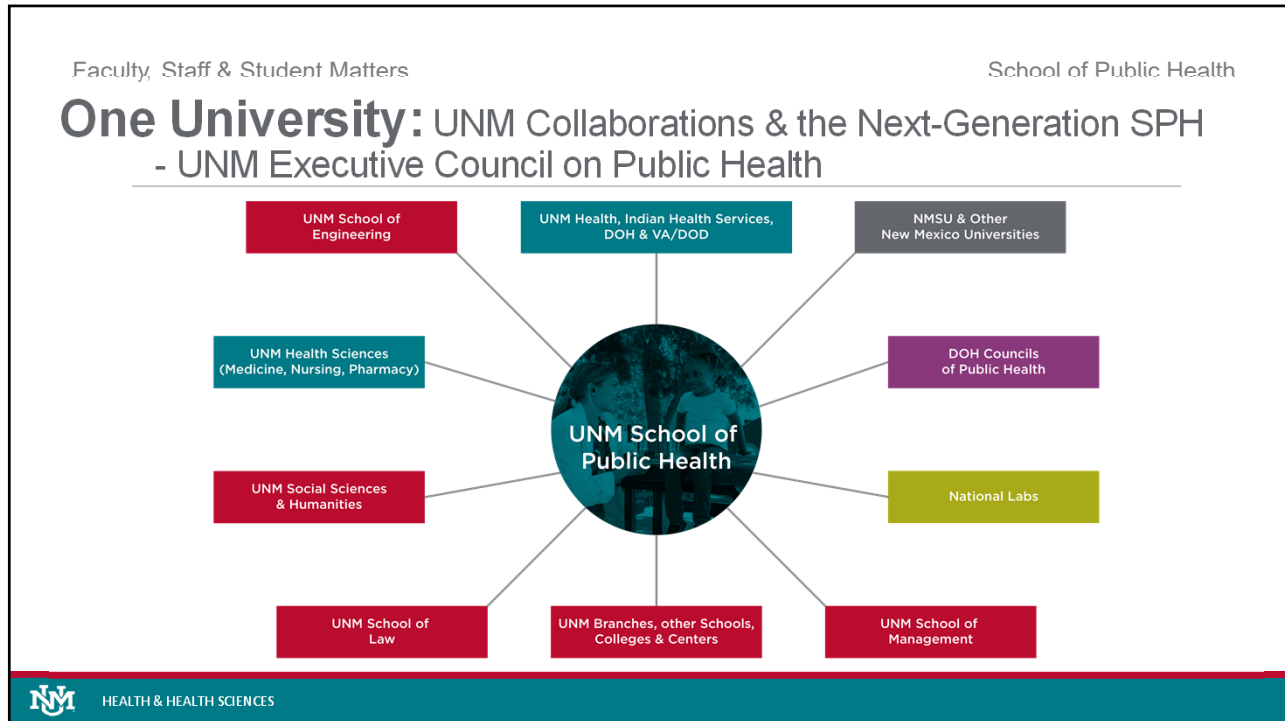 Faculty, Staff & Student Matters
School of Public Health
One University: UNM Collaborations & the Next-Generation SPH
- UNM Executive Council on Public Health
UNM School of
Engineering
UNM Health, Indian Health Services,
DOH & VA/DOD
NMSU & Other
New Mexico Universities
UNM Health Sciences
(Medicine, Nursing, Pharmacy)
DOH Councils
of Public Health
UNM School of
Public Health
UNM Social Sciences
& Humanities
National Labs
UNM School of
Law
UNM Branches, other Schools,
Colleges & Centers
UNM School of
Management
UNM
HEALTH & HEALTH SCIENCES